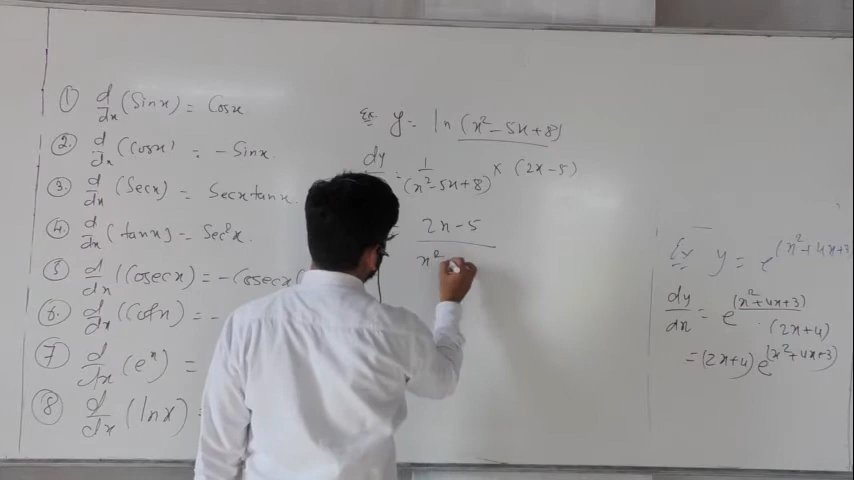 ① d/dx (Sinx) = Cosx
②. d/dx (Cosx) = -Sinx.
③. d/dx (Secx) = Secxtanx.
④. d/dx (tanx) = Sec²x.
⑤ d/dx (Cosecx) = -Cosecx
⑥. d/dx (Cotx) = -
⑦ d/dx (e^x) =
⑧ d/dx (lnx) =
Ex y = ln (x²-5x+8)
dy = 1/(x²-5x+8) × (2x-5)
2x-5
x²
Ex y = e^(x²+4x+3
dy/dx = e^(x²+4x+3) . (2x+4)
= (2x+4) e^(x²+4x+3)